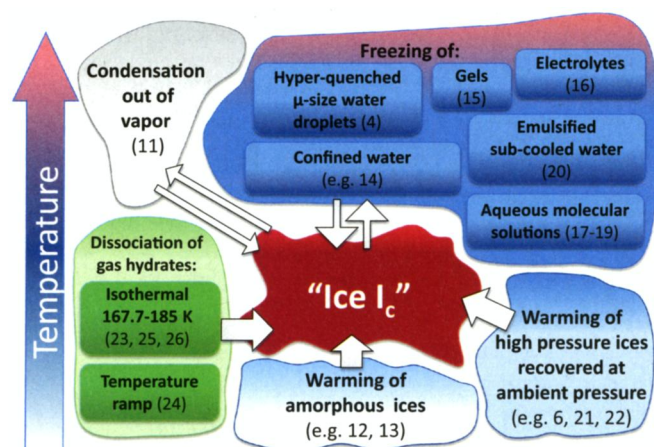 Temperature
Condensation
out of
vapor
(11)
Freezing of:
Hyper-quenched
μ-size water
droplets (4)
Gels
(15)
Electrolytes
(16)
Confined water
(e.g. 14)
Emulsified
sub-cooled water
(20)
Aqueous molecular
solutions (17-19)
Dissociation of
gas hydrates:
Isothermal
167.7-185 K
(23, 25, 26)
Temperature
ramp (24)
“Ice Ic”
Warming of
amorphous ices
(e.g. 12, 13)
Warming of
high pressure ices
recovered at
ambient pressure
(e.g. 6, 21, 22)